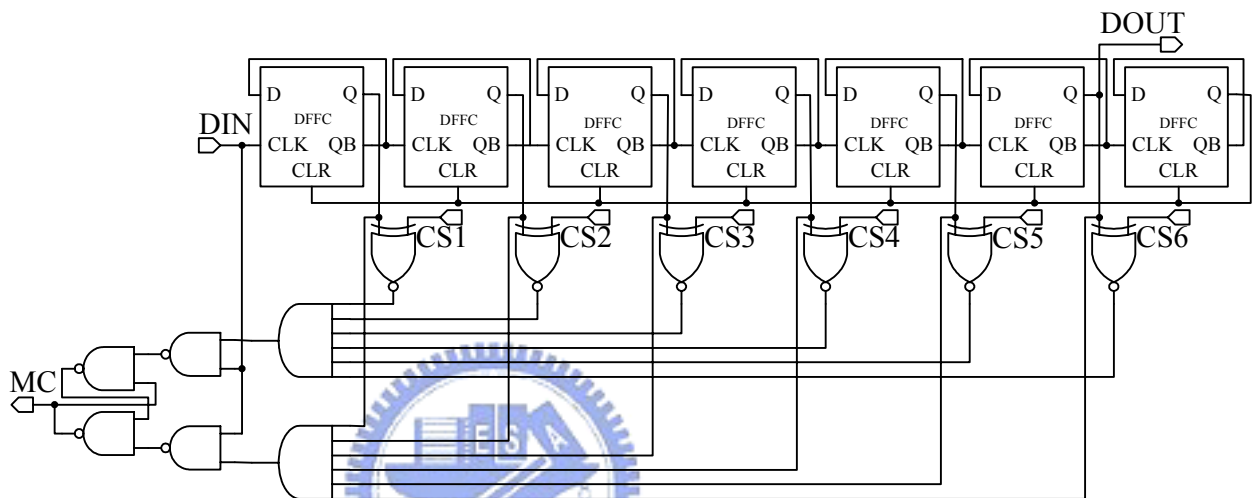 DOUT
D Q D Q D Q D Q D Q D Q D Q
DFFC DFFC DFFC DFFC DFFC DFFC DFFC
DIN
CLK QB CLK QB CLK QB CLK QB CLK QB CLK QB CLK QB
CLR CLR CLR CLR CLR CLR CLR
CS1 CS2 CS3 CS4 CS5 CS6
MC
E S A